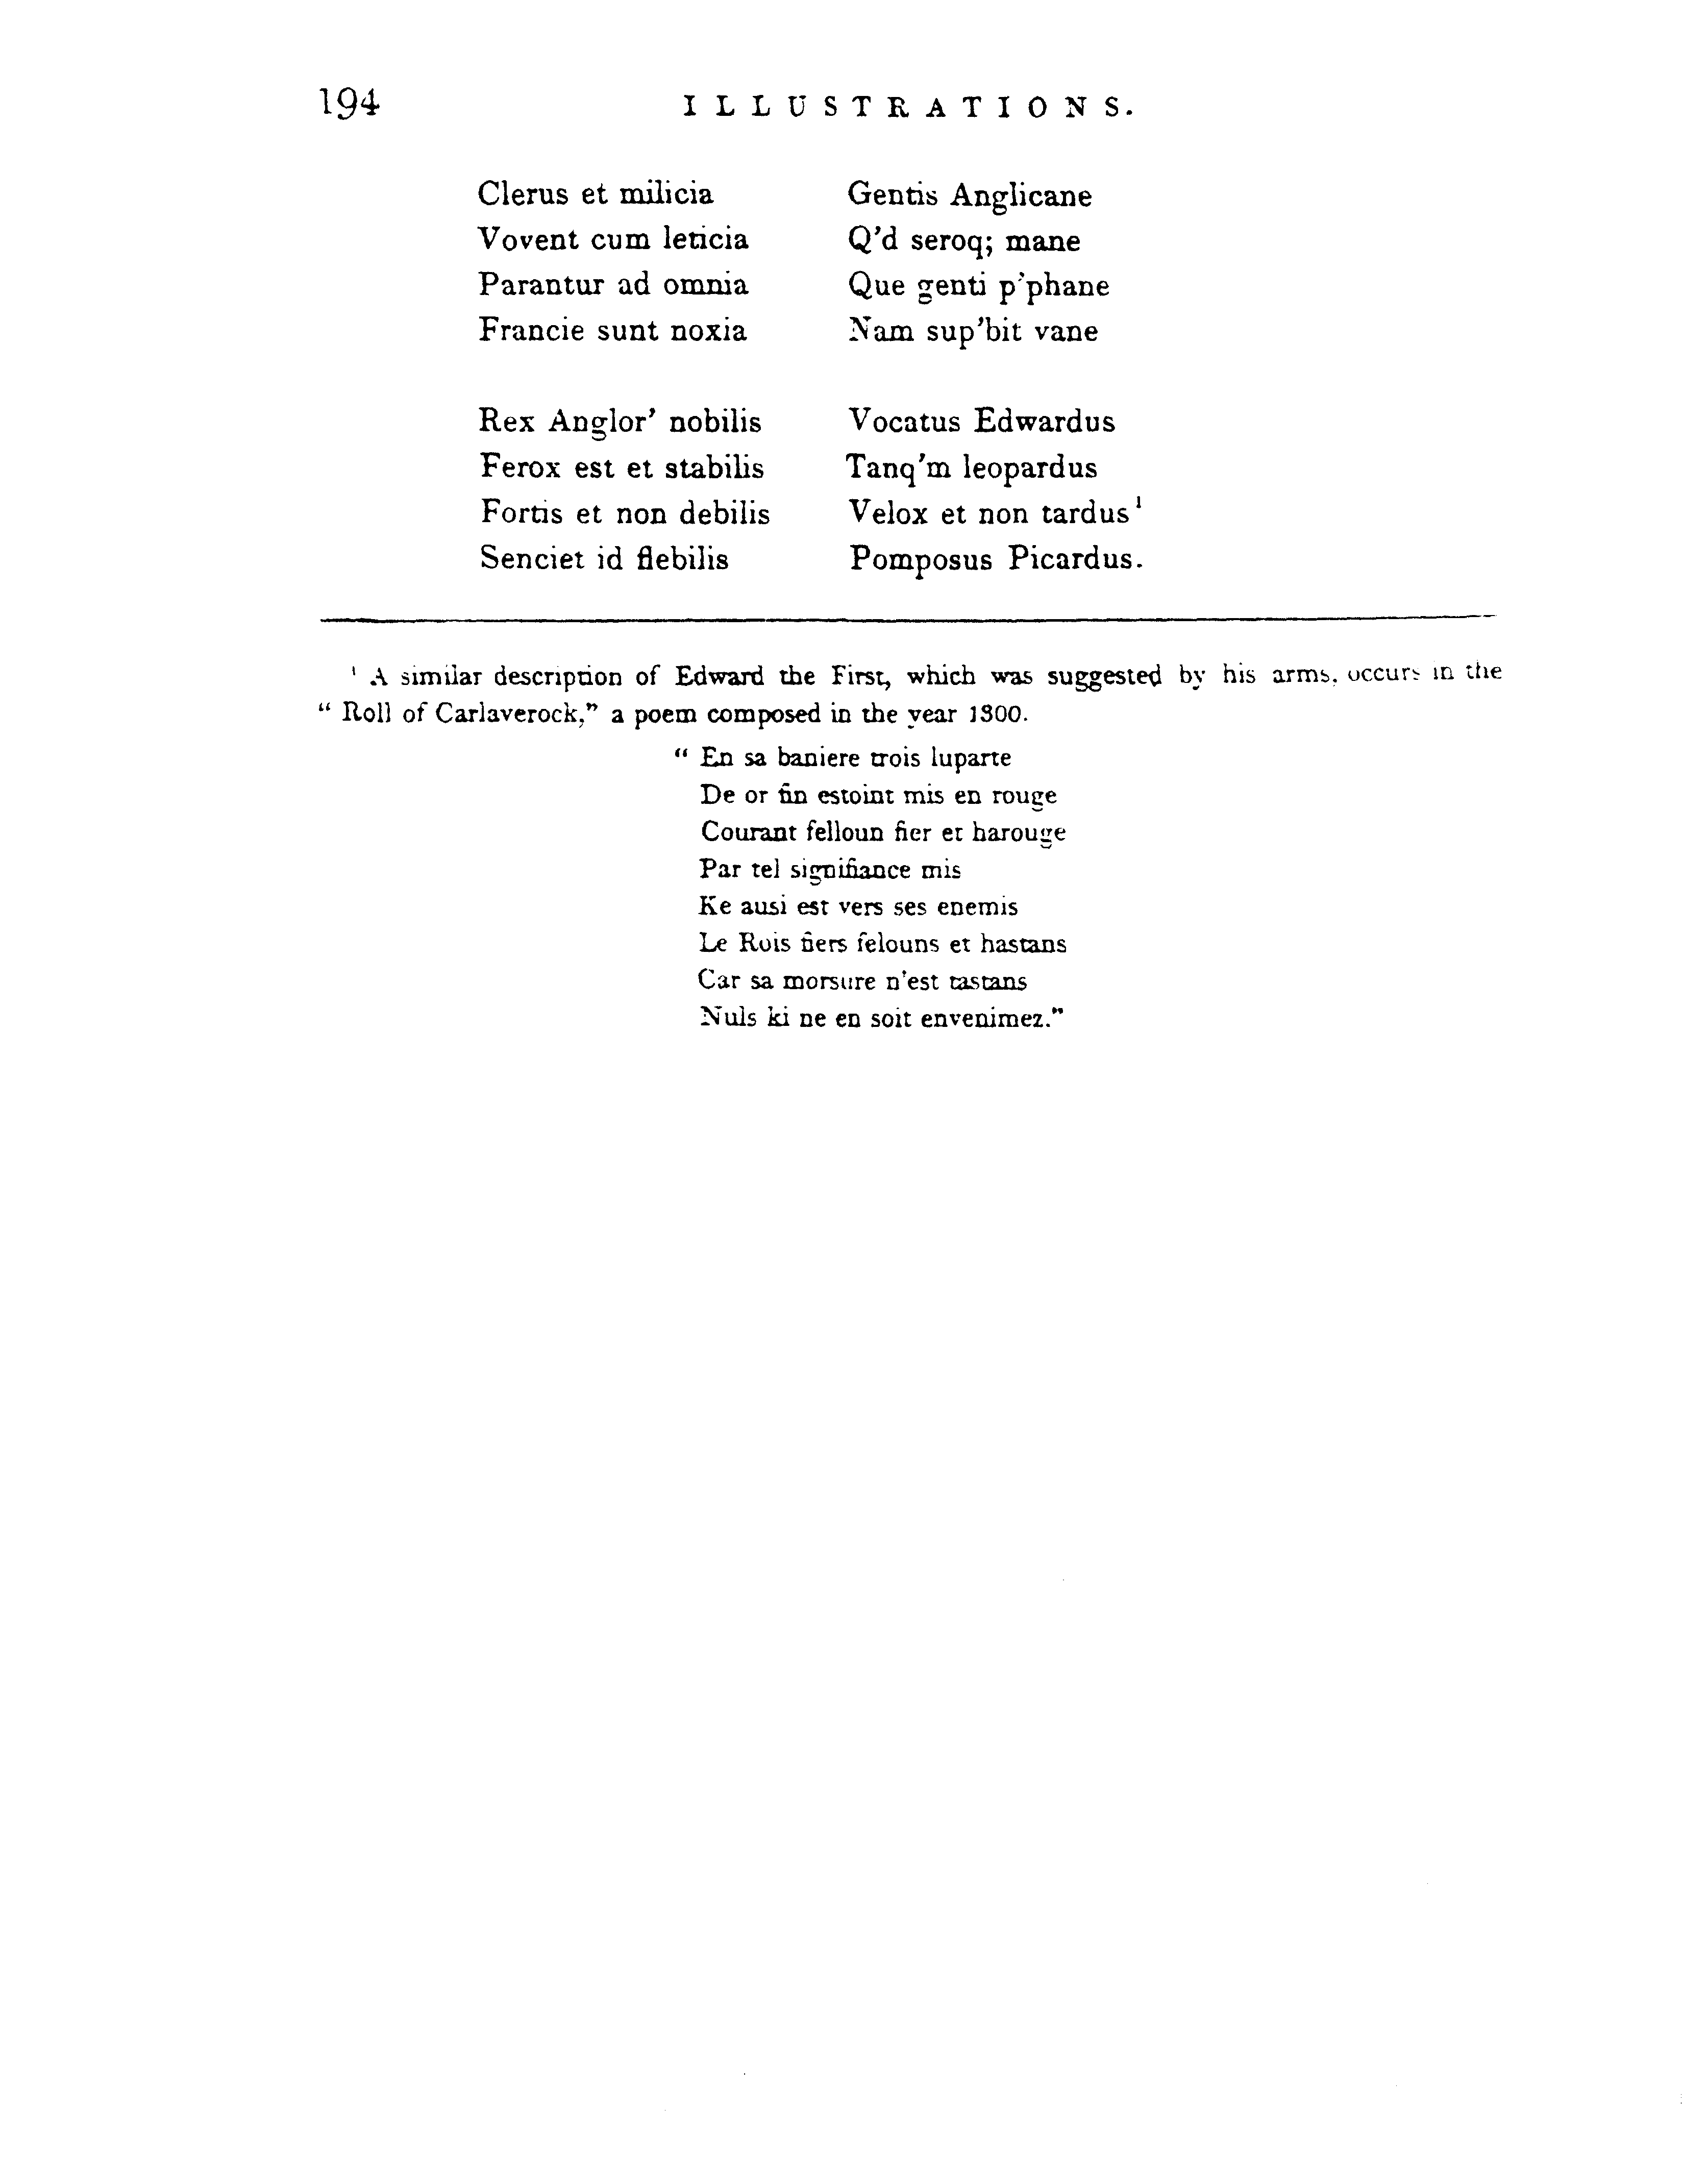 194 ILLUSTRATIONS.
Clerus et milicia Gentis Anglicane
Vovent cum leticia Q'd seroq; mane
Parantur ad omnia Que genti p'phane
Francie sunt noxia Nam sup'bit vane
Rex Anglor' nobilis Vocatus Edwardus
Ferox est et stabilis Tanq'm leopardus
Fortis et non debilis Velox et non tardus¹
Senciet id flebilis Pomposus Picardus.
¹ A similar description of Edward the First, which was suggested by his arms, occurs in the
“ Roll of Carlaverock,” a poem composed in the year 1300.
“ En sa baniere trois luparte
De or fin estoint mis en rouge
Courant felloun fier et harouge
Par tel signifiance mis
Ke ausi est vers ses enemis
Le Rois fiers felouns et hastans
Car sa morsure n'est tastans
Nuls ki ne en soit envenimez.”